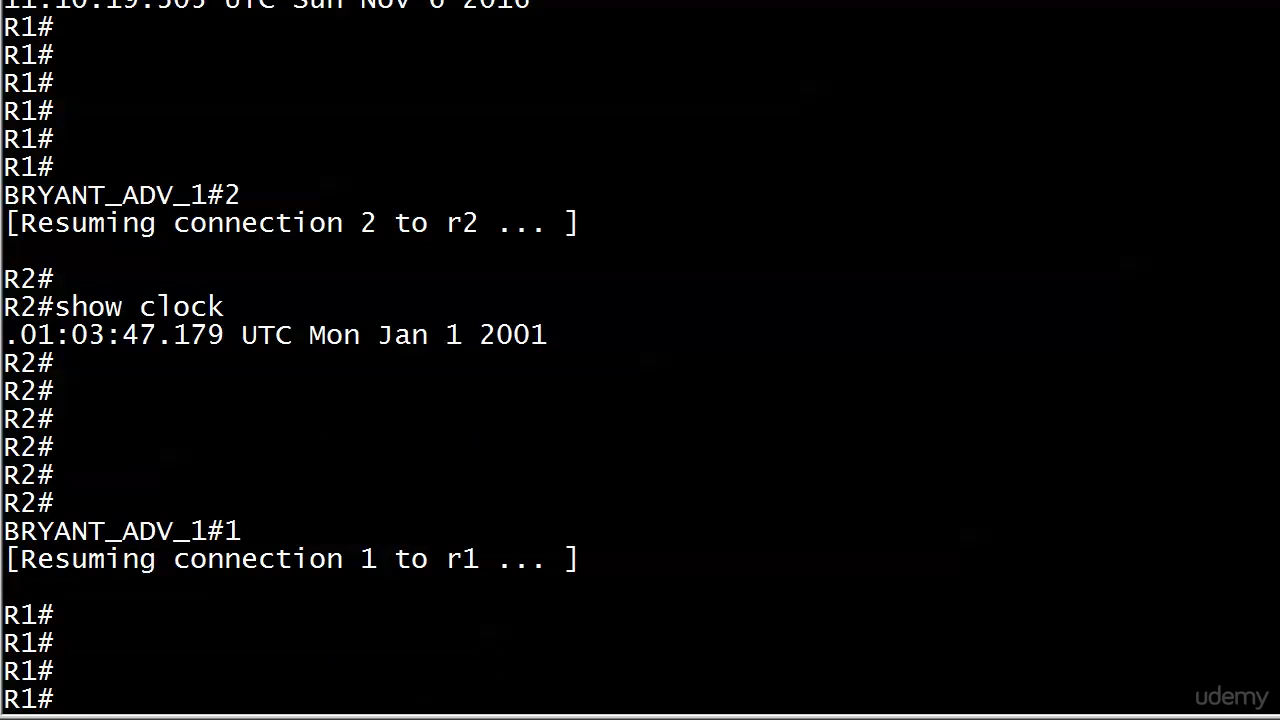 11:10:19.505 UTC Sun Nov 6 2016
R1#
R1#
R1#
R1#
R1#
R1#
BRYANT_ADV_1#2
[Resuming connection 2 to r2 ... ]
R2#
R2#show clock
.01:03:47.179 UTC Mon Jan 1 2001
R2#
R2#
R2#
R2#
R2#
R2#
BRYANT_ADV_1#1
[Resuming connection 1 to r1 ... ]
R1#
R1#
R1#
R1#
udemy